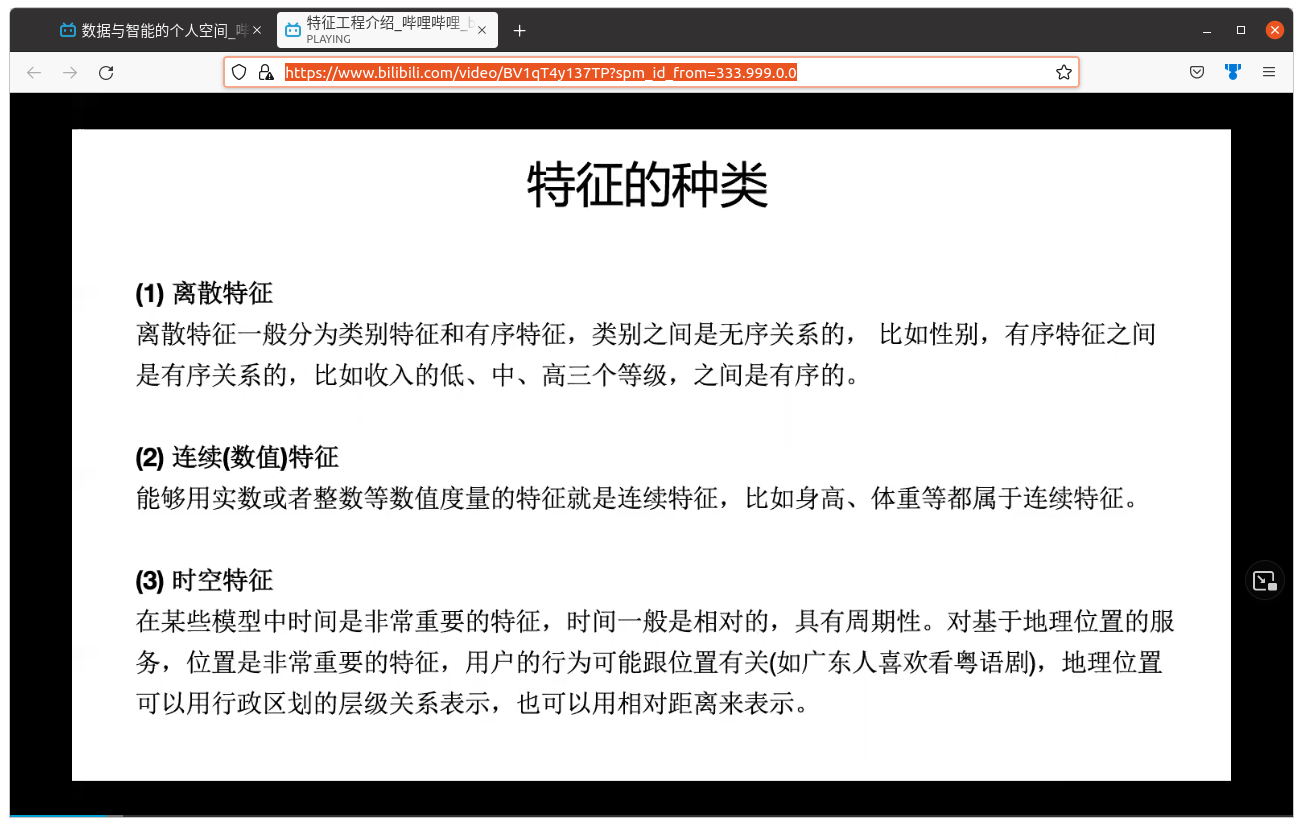 数据与智能的个人空间_哔
特征工程介绍_哔哩哔哩_b
PLAYING
https://www.bilibili.com/video/BV1qT4y137TP?spm_id_from=333.999.0.0
特征的种类
(1) 离散特征
离散特征一般分为类别特征和有序特征，类别之间是无序关系的， 比如性别，有序特征之间
是有序关系的，比如收入的低、中、高三个等级，之间是有序的。
(2) 连续(数值)特征
能够用实数或者整数等数值度量的特征就是连续特征，比如身高、体重等都属于连续特征。
(3) 时空特征
在某些模型中时间是非常重要的特征，时间一般是相对的，具有周期性。对基于地理位置的服
务，位置是非常重要的特征，用户的行为可能跟位置有关(如广东人喜欢看粤语剧)，地理位置
可以用行政区划的层级关系表示，也可以用相对距离来表示。